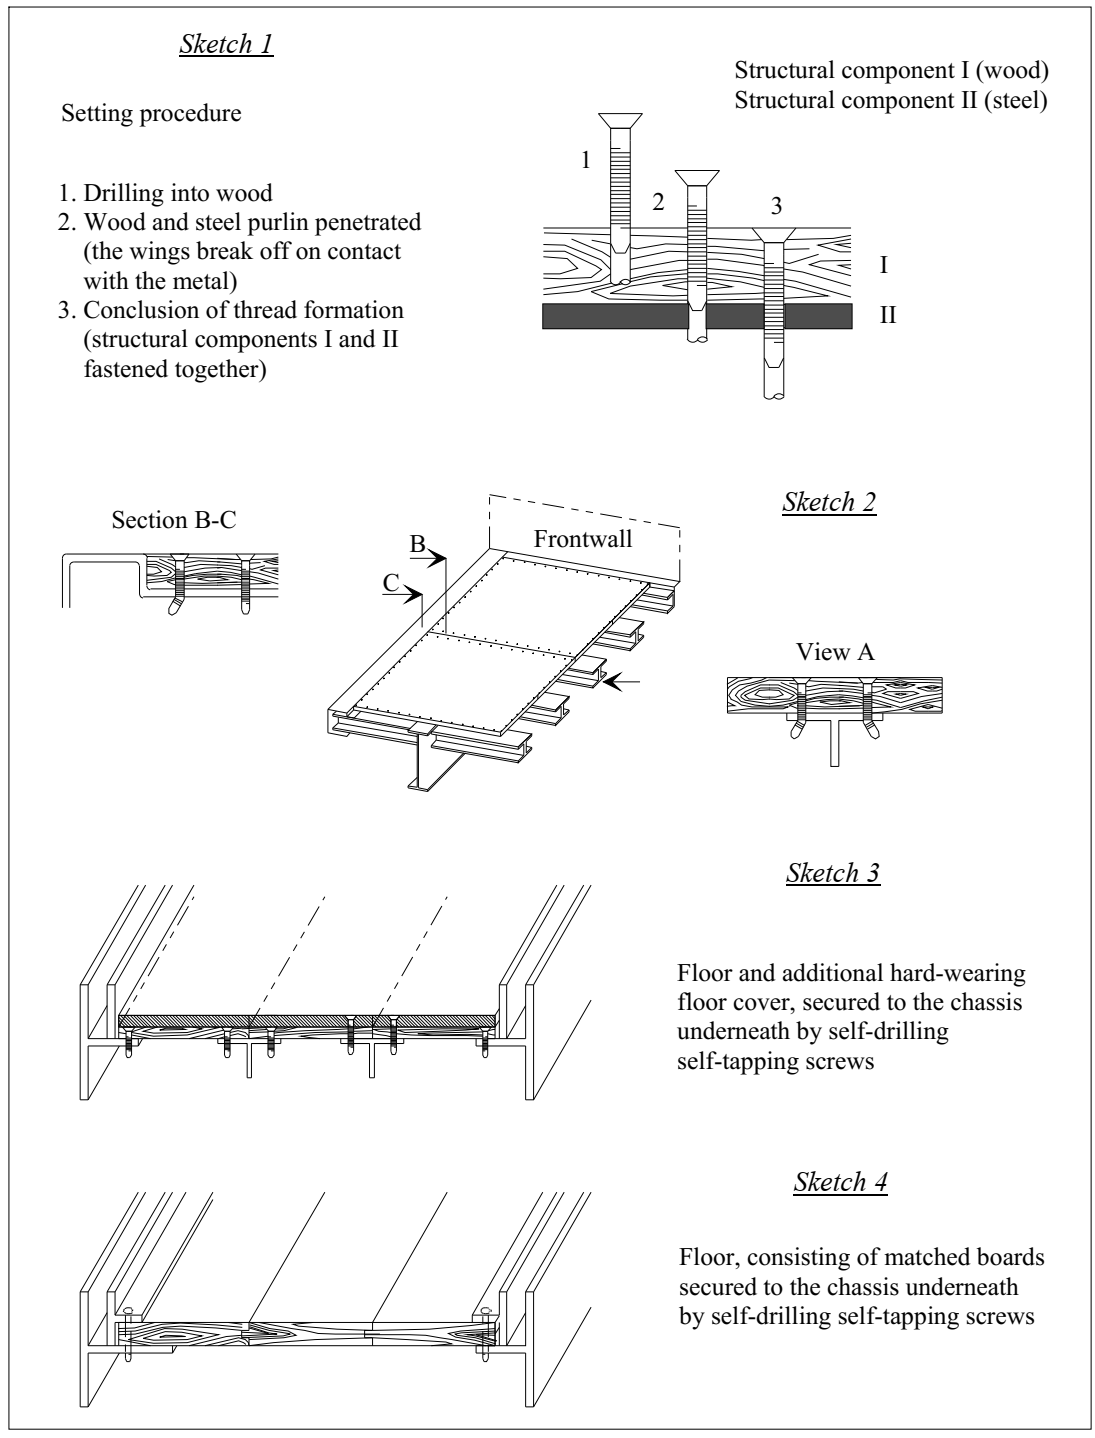 Sketch 1
Structural component I (wood)
Structural component II (steel)
Setting procedure
1. Drilling into wood
2. Wood and steel purlin penetrated
(the wings break off on contact
with the metal)
3. Conclusion of thread formation
(structural components I and II
fastened together)
1
2
3
I
II
Sketch 2
Section B-C
B
C
Frontwall
View A
Sketch 3
Floor and additional hard-wearing
floor cover, secured to the chassis
underneath by self-drilling
self-tapping screws
Sketch 4
Floor, consisting of matched boards
secured to the chassis underneath
by self-drilling self-tapping screws